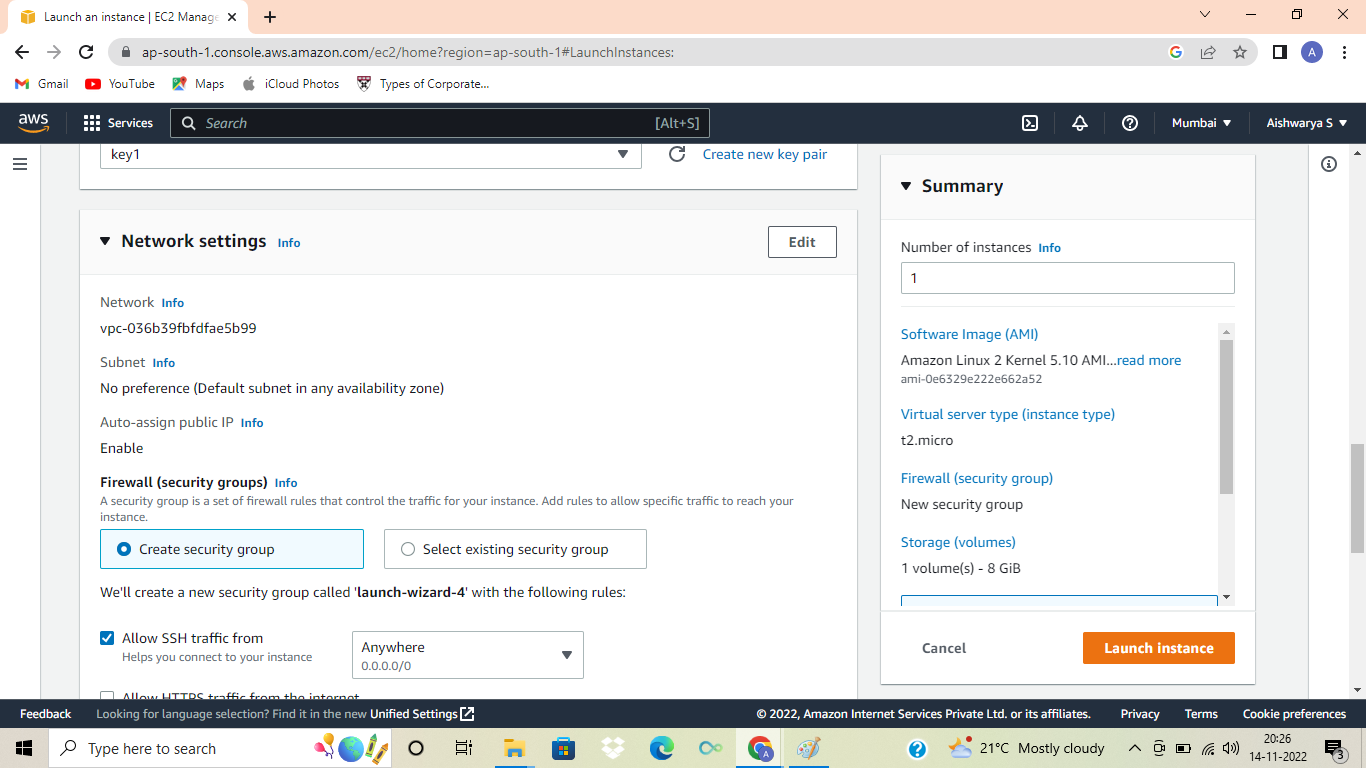 Launch an instance | EC2 Manage
ap-south-1.console.aws.amazon.com/ec2/home?region=ap-south-1#LaunchInstances:
A
Gmail
YouTube
Maps
iCloud Photos
Types of Corporate...
aws
Services
Search
[Alt+S]
Mumbai
Aishwarya S
key1
Create new key pair
Network settings Info
Edit
Network Info
vpc-036b39fbfdfae5b99
Subnet Info
No preference (Default subnet in any availability zone)
Auto-assign public IP Info
Enable
Firewall (security groups) Info
A security group is a set of firewall rules that control the traffic for your instance. Add rules to allow specific traffic to reach your
instance.
Create security group
Select existing security group
We'll create a new security group called 'launch-wizard-4' with the following rules:
Allow SSH traffic from
Helps you connect to your instance
Anywhere
0.0.0.0/0
Allow HTTPS traffic from the internet
Summary
Number of instances Info
1
Software Image (AMI)
Amazon Linux 2 Kernel 5.10 AMI...read more
ami-0e6329e222e662a52
Virtual server type (instance type)
t2.micro
Firewall (security group)
New security group
Storage (volumes)
1 volume(s) - 8 GiB
Cancel
Launch instance
Feedback
Looking for language selection? Find it in the new Unified Settings
© 2022, Amazon Internet Services Private Ltd. or its affiliates.
Privacy
Terms
Cookie preferences
Type here to search
A
21°C Mostly cloudy
20:26
14-11-2022
3